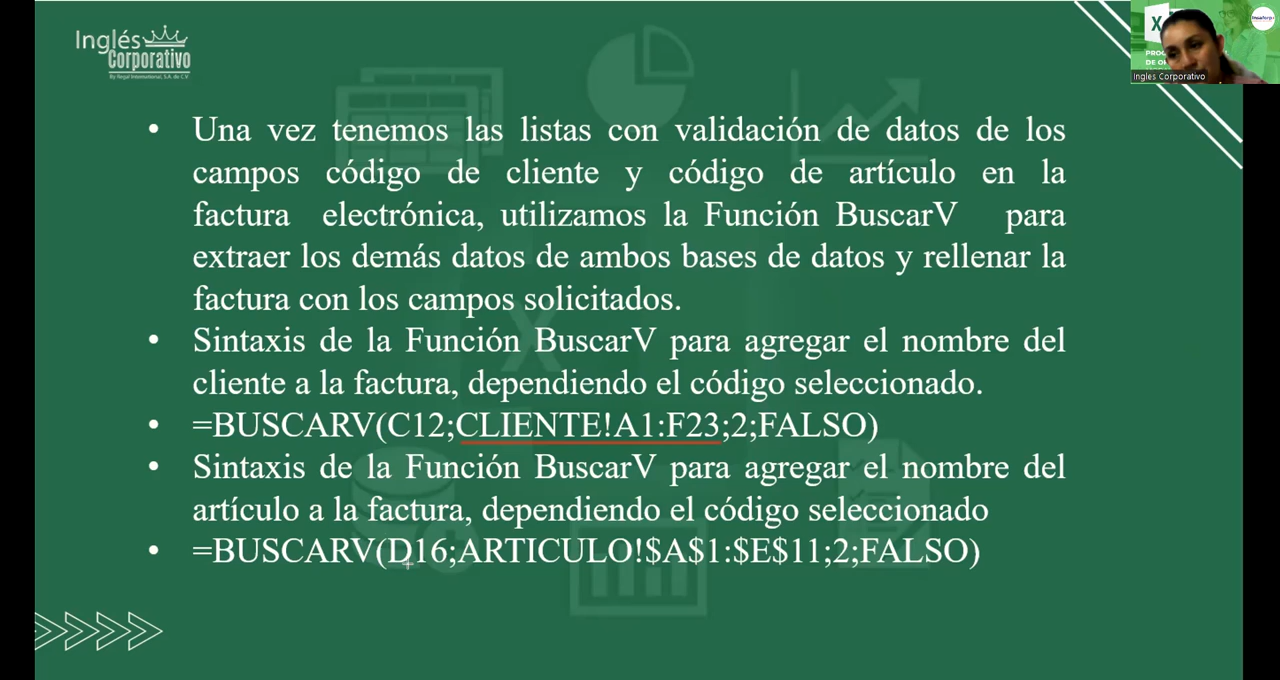 Inglés
Corporativo
By Regal International, S.A. de C.V.
• Una vez tenemos las listas con validación de datos de los
campos código de cliente y código de artículo en la
factura electrónica, utilizamos la Función BuscarV para
extraer los demás datos de ambos bases de datos y rellenar la
factura con los campos solicitados.
• Sintaxis de la Función BuscarV para agregar el nombre del
cliente a la factura, dependiendo el código seleccionado.
• =BUSCARV(C12;CLIENTE!A1:F23;2;FALSO)
• Sintaxis de la Función BuscarV para agregar el nombre del
artículo a la factura, dependiendo el código seleccionado
• =BUSCARV(D16;ARTICULO!$A$1:$E$11;2;FALSO)
X
Ingles Corporativo